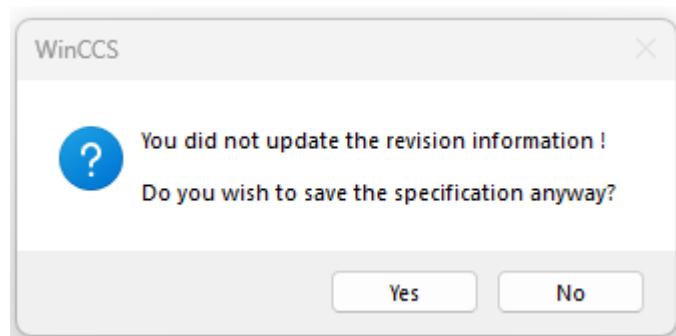 WinCCS
?
You did not update the revision information !
Do you wish to save the specification anyway?
Yes No